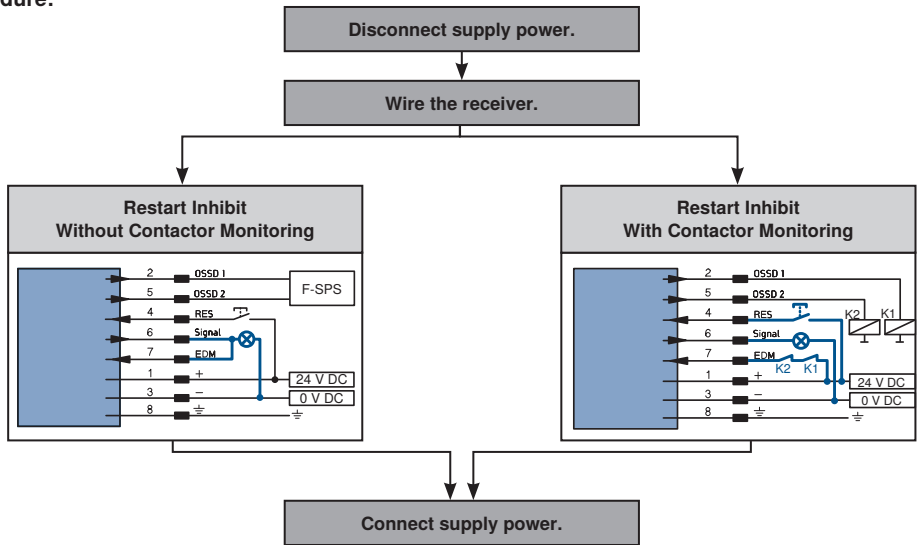 dure:
Disconnect supply power.
Wire the receiver.
Restart Inhibit
Without Contactor Monitoring
2 OSSD 1
5 OSSD 2
F-SPS
4 RES
6 Signal
7 EDM
1 +
24 V DC
3 –
0 V DC
8
Restart Inhibit
With Contactor Monitoring
2 OSSD 1
5 OSSD 2
4 RES
K2 K1
6 Signal
7 EDM
K2 K1
1 +
24 V DC
3 –
0 V DC
8
Connect supply power.